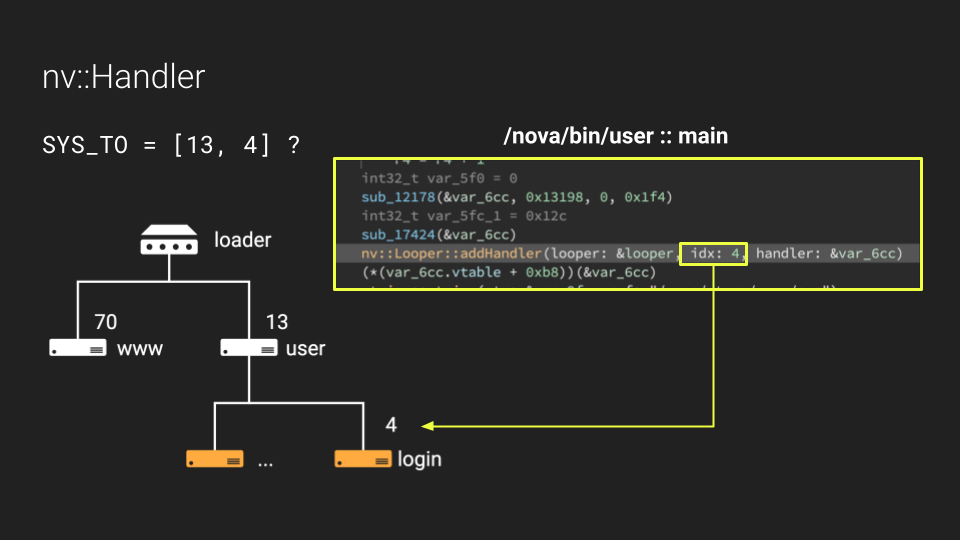 nv::Handler
SYS_TO = [13, 4] ?
/nova/bin/user :: main
int32_t var_5f0 = 0
sub_12178(&var_6cc, 0x13198, 0, 0x1f4)
int32_t var_5fc_1 = 0x12c
sub_17424(&var_6cc)
nv::Looper::addHandler(looper: &looper, idx: 4, handler: &var_6cc)
(*(var_6cc.vtable + 0xb8))(&var_6cc)
loader
70
13
www
user
4
...
login